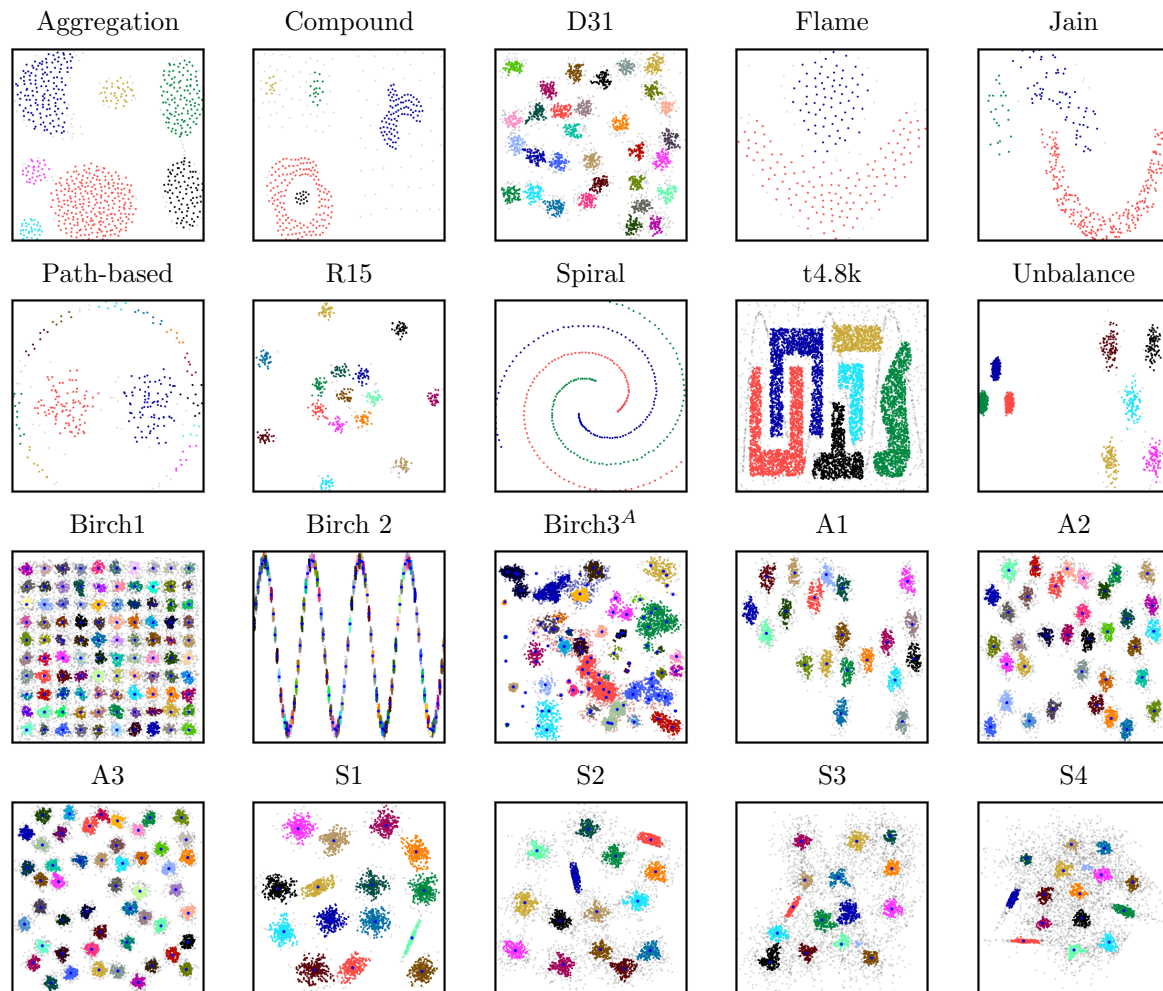 Aggregation Compound D31 Flame Jain
Path-based R15 Spiral t4.8k Unbalance
Birch1 Birch 2 Birch3^A A1 A2
A3 S1 S2 S3 S4